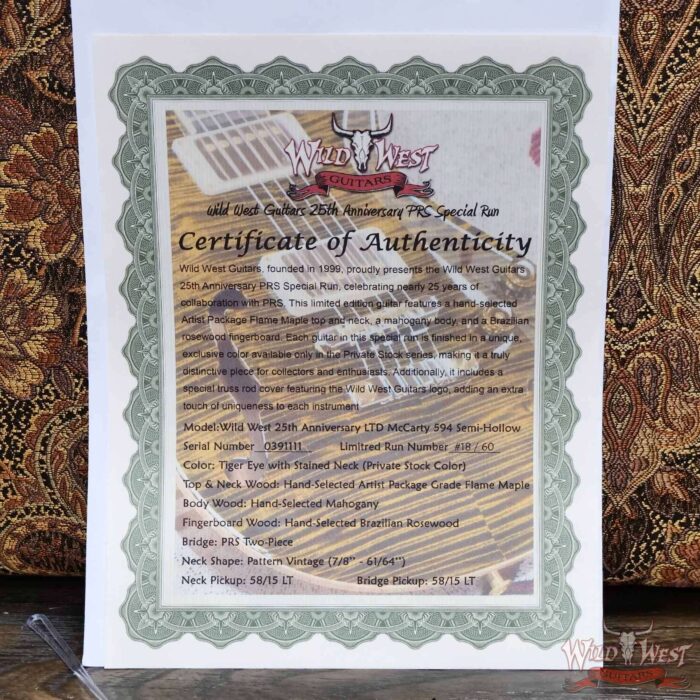 WILD WEST
GUITARS
Wild West Guitars 25th Anniversary PRS Special Run
Certificate of Authenticity
Wild West Guitars, founded in 1999, proudly presents the Wild West Guitars
25th Anniversary PRS Special Run, celebrating nearly 25 years of
collaboration with PRS. This limited edition guitar features a hand-selected
Artist Package Flame Maple top and neck, a mahogany body, and a Brazilian
rosewood fingerboard. Each guitar in this special run is finished in a unique,
exclusive color available only in the Private Stock series, making it a truly
distinctive piece for collectors and enthusiasts. Additionally, it includes a
special truss rod cover featuring the Wild West Guitars logo, adding an extra
touch of uniqueness to each instrument
Model:Wild West 25th Anniversary LTD McCarty 594 Semi-Hollow
Serial Number 0391111 Limitred Run Number #18 / 60
Color: Tiger Eye with Stained Neck (Private Stock Color)
Top & Neck Wood: Hand-Selected Artist Package Grade Flame Maple
Body Wood: Hand-Selected Mahogany
Fingerboard Wood: Hand-Selected Brazilian Rosewood
Bridge: PRS Two-Piece
Neck Shape: Pattern Vintage (7/8" - 61/64")
Neck Pickup: 58/15 LT Bridge Pickup: 58/15 LT
WILD WEST
GUITARS